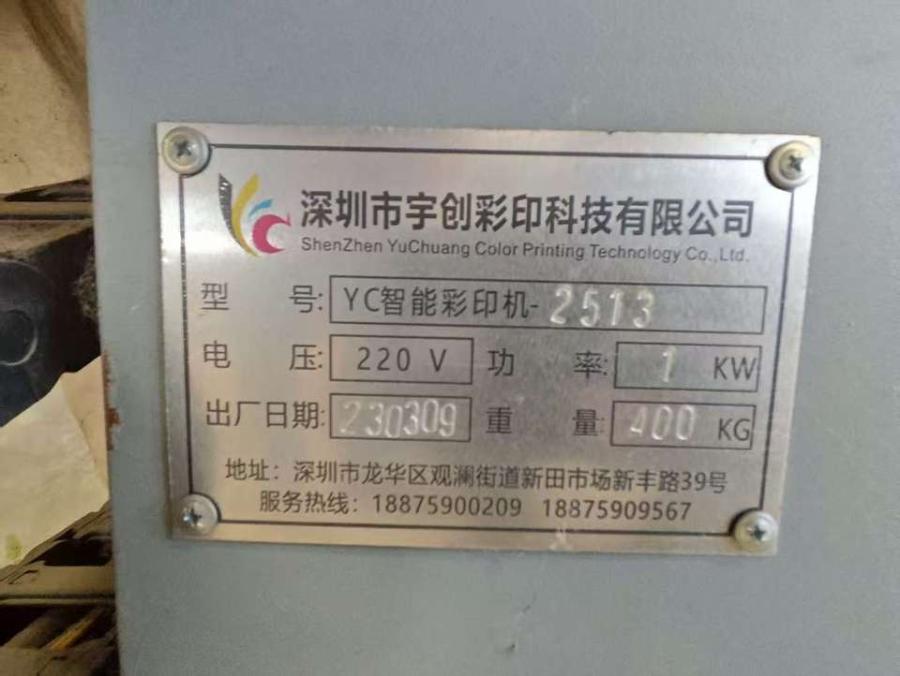 深圳市宇创彩印科技有限公司
ShenZhen YuChuang Color Printing Technology Co.,Ltd.
型 号: YC智能彩印机-2513
电 压: 220 V 功 率: 1 KW
出厂日期: 230309 重 量: 400 KG
地址：深圳市龙华区观澜街道新田市场新丰路39号
服务热线：18875900209 18875909567